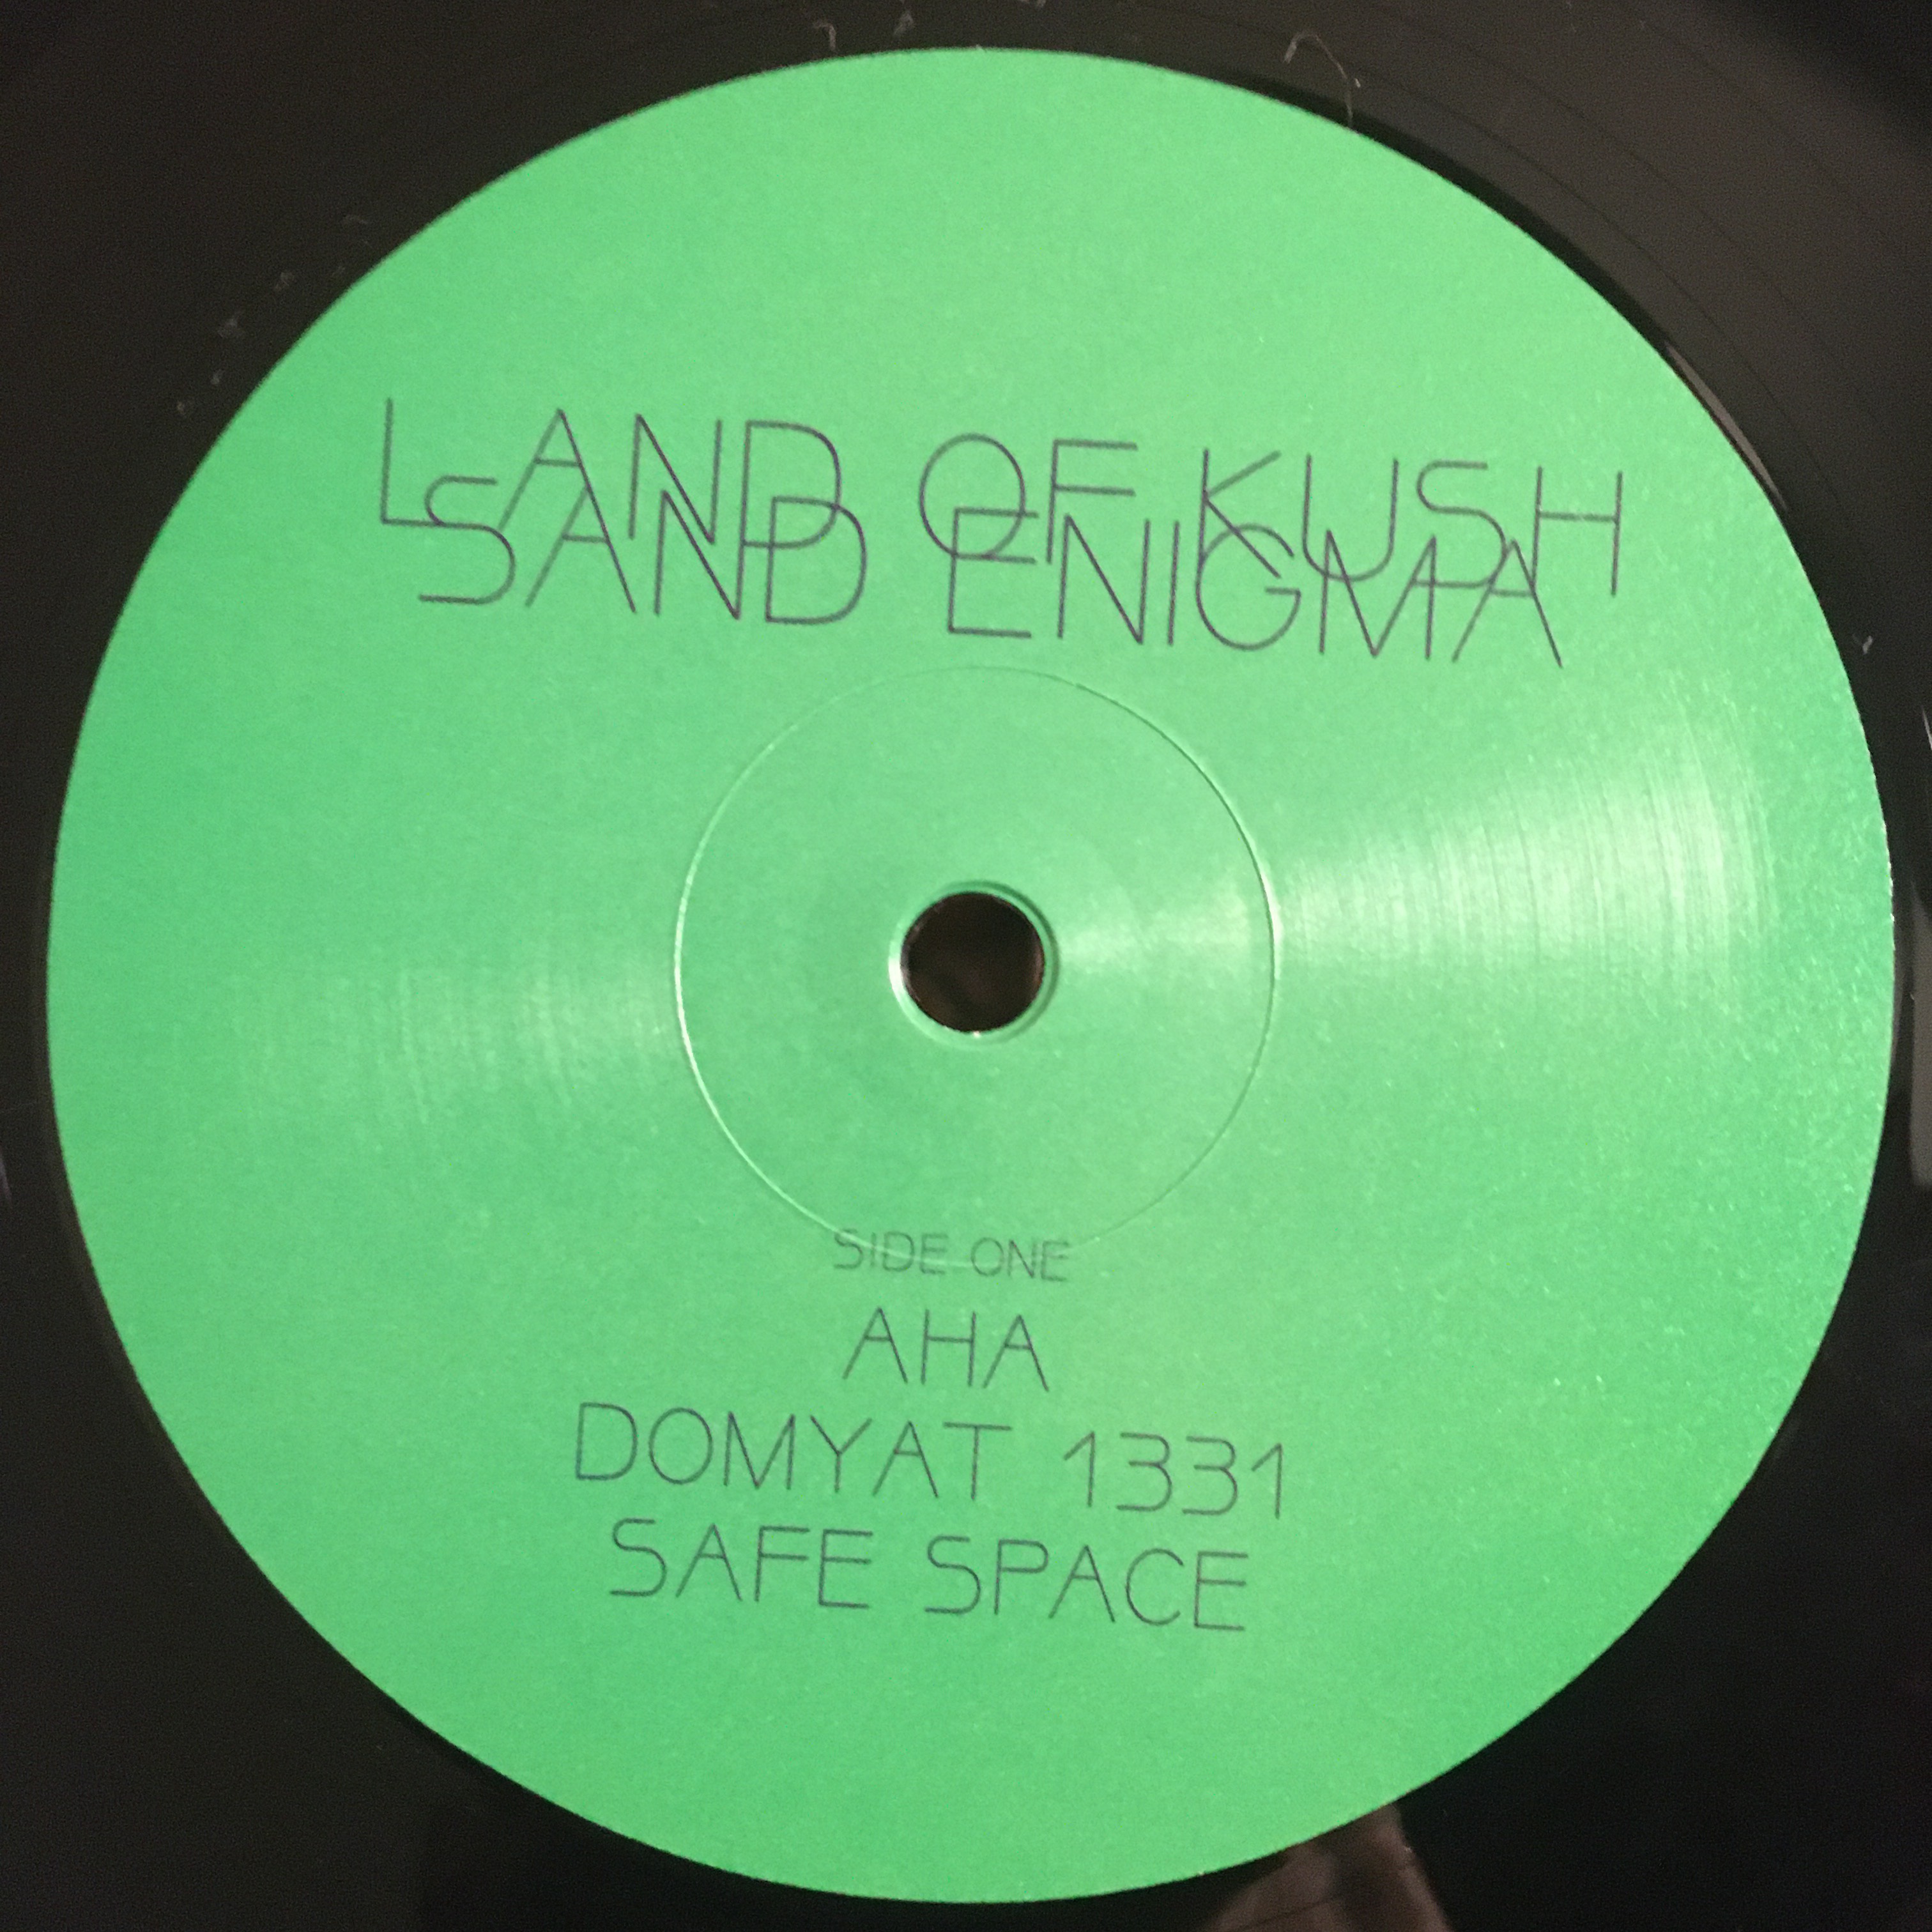 LAND OF KUSH
SAND ENIGMA
SIDE ONE
AHA
DOMYAT 1331
SAFE SPACE